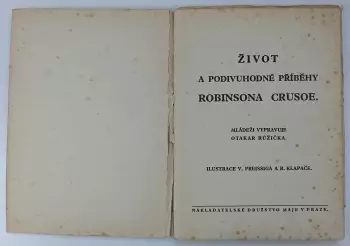 ŽIVOT
A PODIVUHODNÉ PŘÍBĚHY
ROBINSONA CRUSOE.
MLÁDEŽI VYPRAVUJE
OTAKAR RŮŽIČKA.
ILUSTRACE V. PREISSIGA A R. KLAPAČE.
NAKLADATELSKÉ DRUŽSTVO MÁJE V PRAZE.